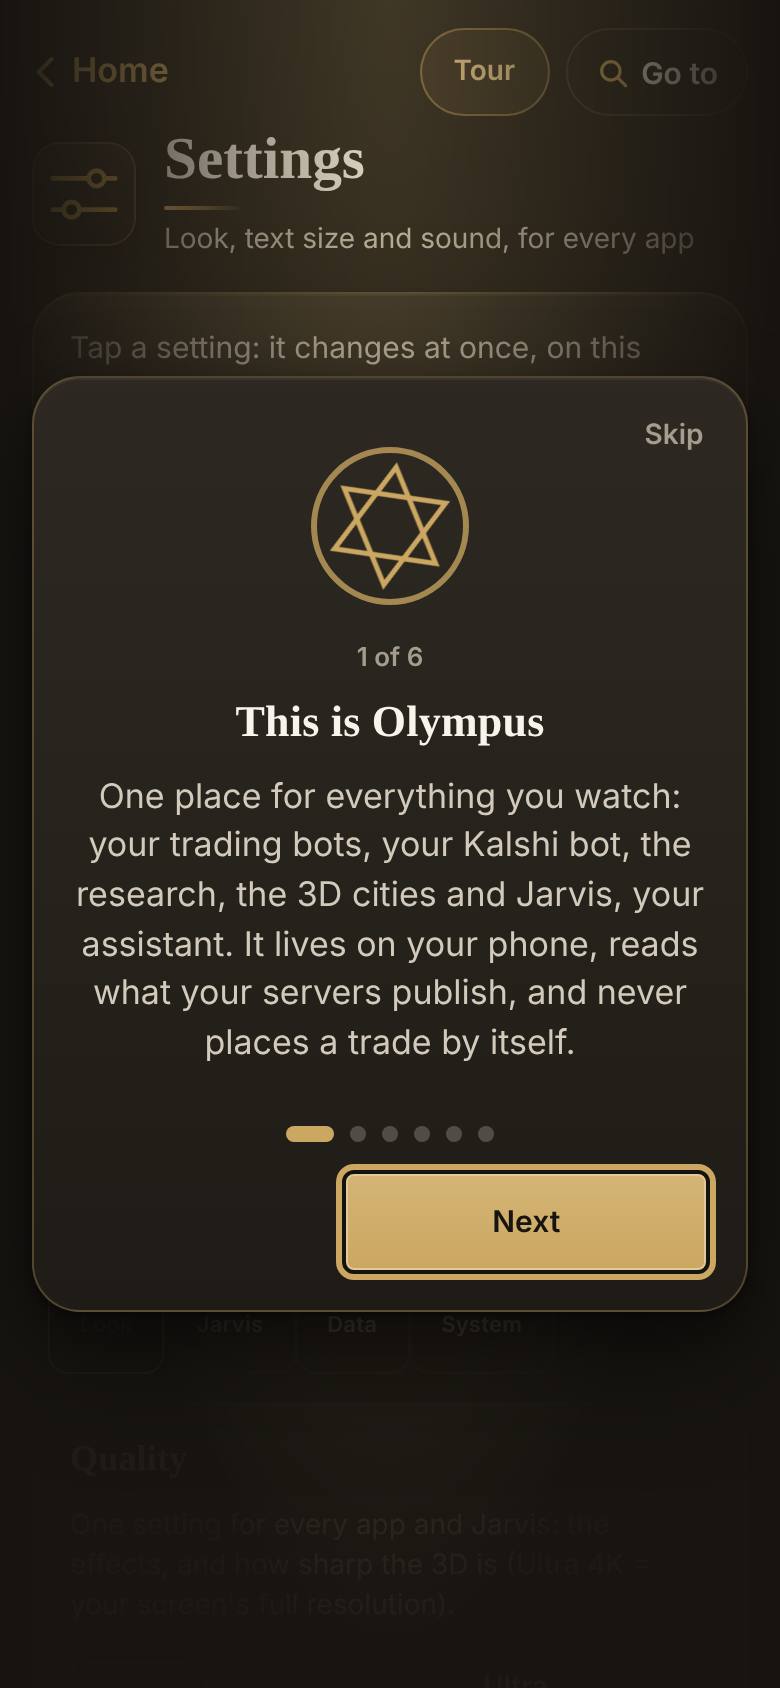 Home
Tour
Go to
Settings
Look, text size and sound, for every app
Tap a setting: it changes at once, on this
Skip
1 of 6
This is Olympus
One place for everything you watch:
your trading bots, your Kalshi bot, the
research, the 3D cities and Jarvis, your
assistant. It lives on your phone, reads
what your servers publish, and never
places a trade by itself.
Next
Look
Jarvis
Data
System
Quality
One setting for every app and Jarvis: the
effects, and how sharp the 3D is (Ultra 4K =
your screen's full resolution).
Ultra